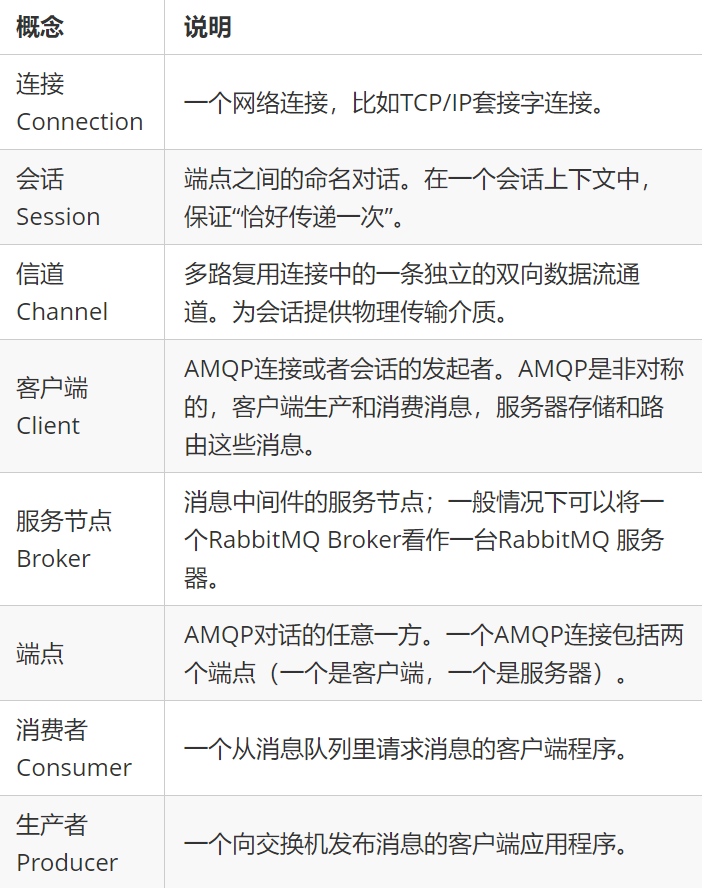 概念
说明
连接
Connection
一个网络连接，比如TCP/IP套接字连接。
会话
Session
端点之间的命名对话。在一个会话上下文中，
保证“恰好传递一次”。
信道
Channel
多路复用连接中的一条独立的双向数据流通
道。为会话提供物理传输介质。
客户端
Client
AMQP连接或者会话的发起者。AMQP是非对称
的，客户端生产和消费消息，服务器存储和路
由这些消息。
服务节点
Broker
消息中间件的服务节点；一般情况下可以将一
个RabbitMQ Broker看作一台RabbitMQ 服务
器。
端点
AMQP对话的任意一方。一个AMQP连接包括两
个端点（一个是客户端，一个是服务器）。
消费者
Consumer
一个从消息队列里请求消息的客户端程序。
生产者
Producer
一个向交换机发布消息的客户端应用程序。